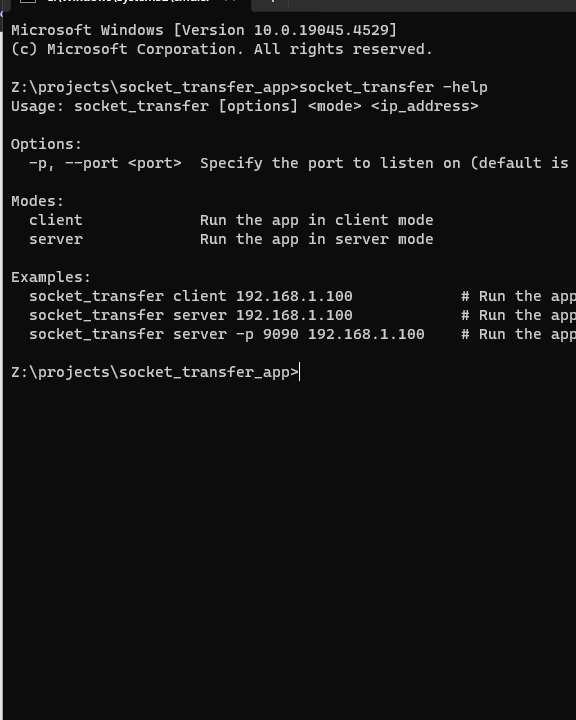 Microsoft Windows [Version 10.0.19045.4529]
(c) Microsoft Corporation. All rights reserved.
Z:\projects\socket_transfer_app>socket_transfer -help
Usage: socket_transfer [options] <mode> <ip_address>
Options:
-p, --port <port>  Specify the port to listen on (default is
Modes:
client             Run the app in client mode
server             Run the app in server mode
Examples:
socket_transfer client 192.168.1.100            # Run the app
socket_transfer server 192.168.1.100            # Run the app
socket_transfer server -p 9090 192.168.1.100    # Run the app
Z:\projects\socket_transfer_app>